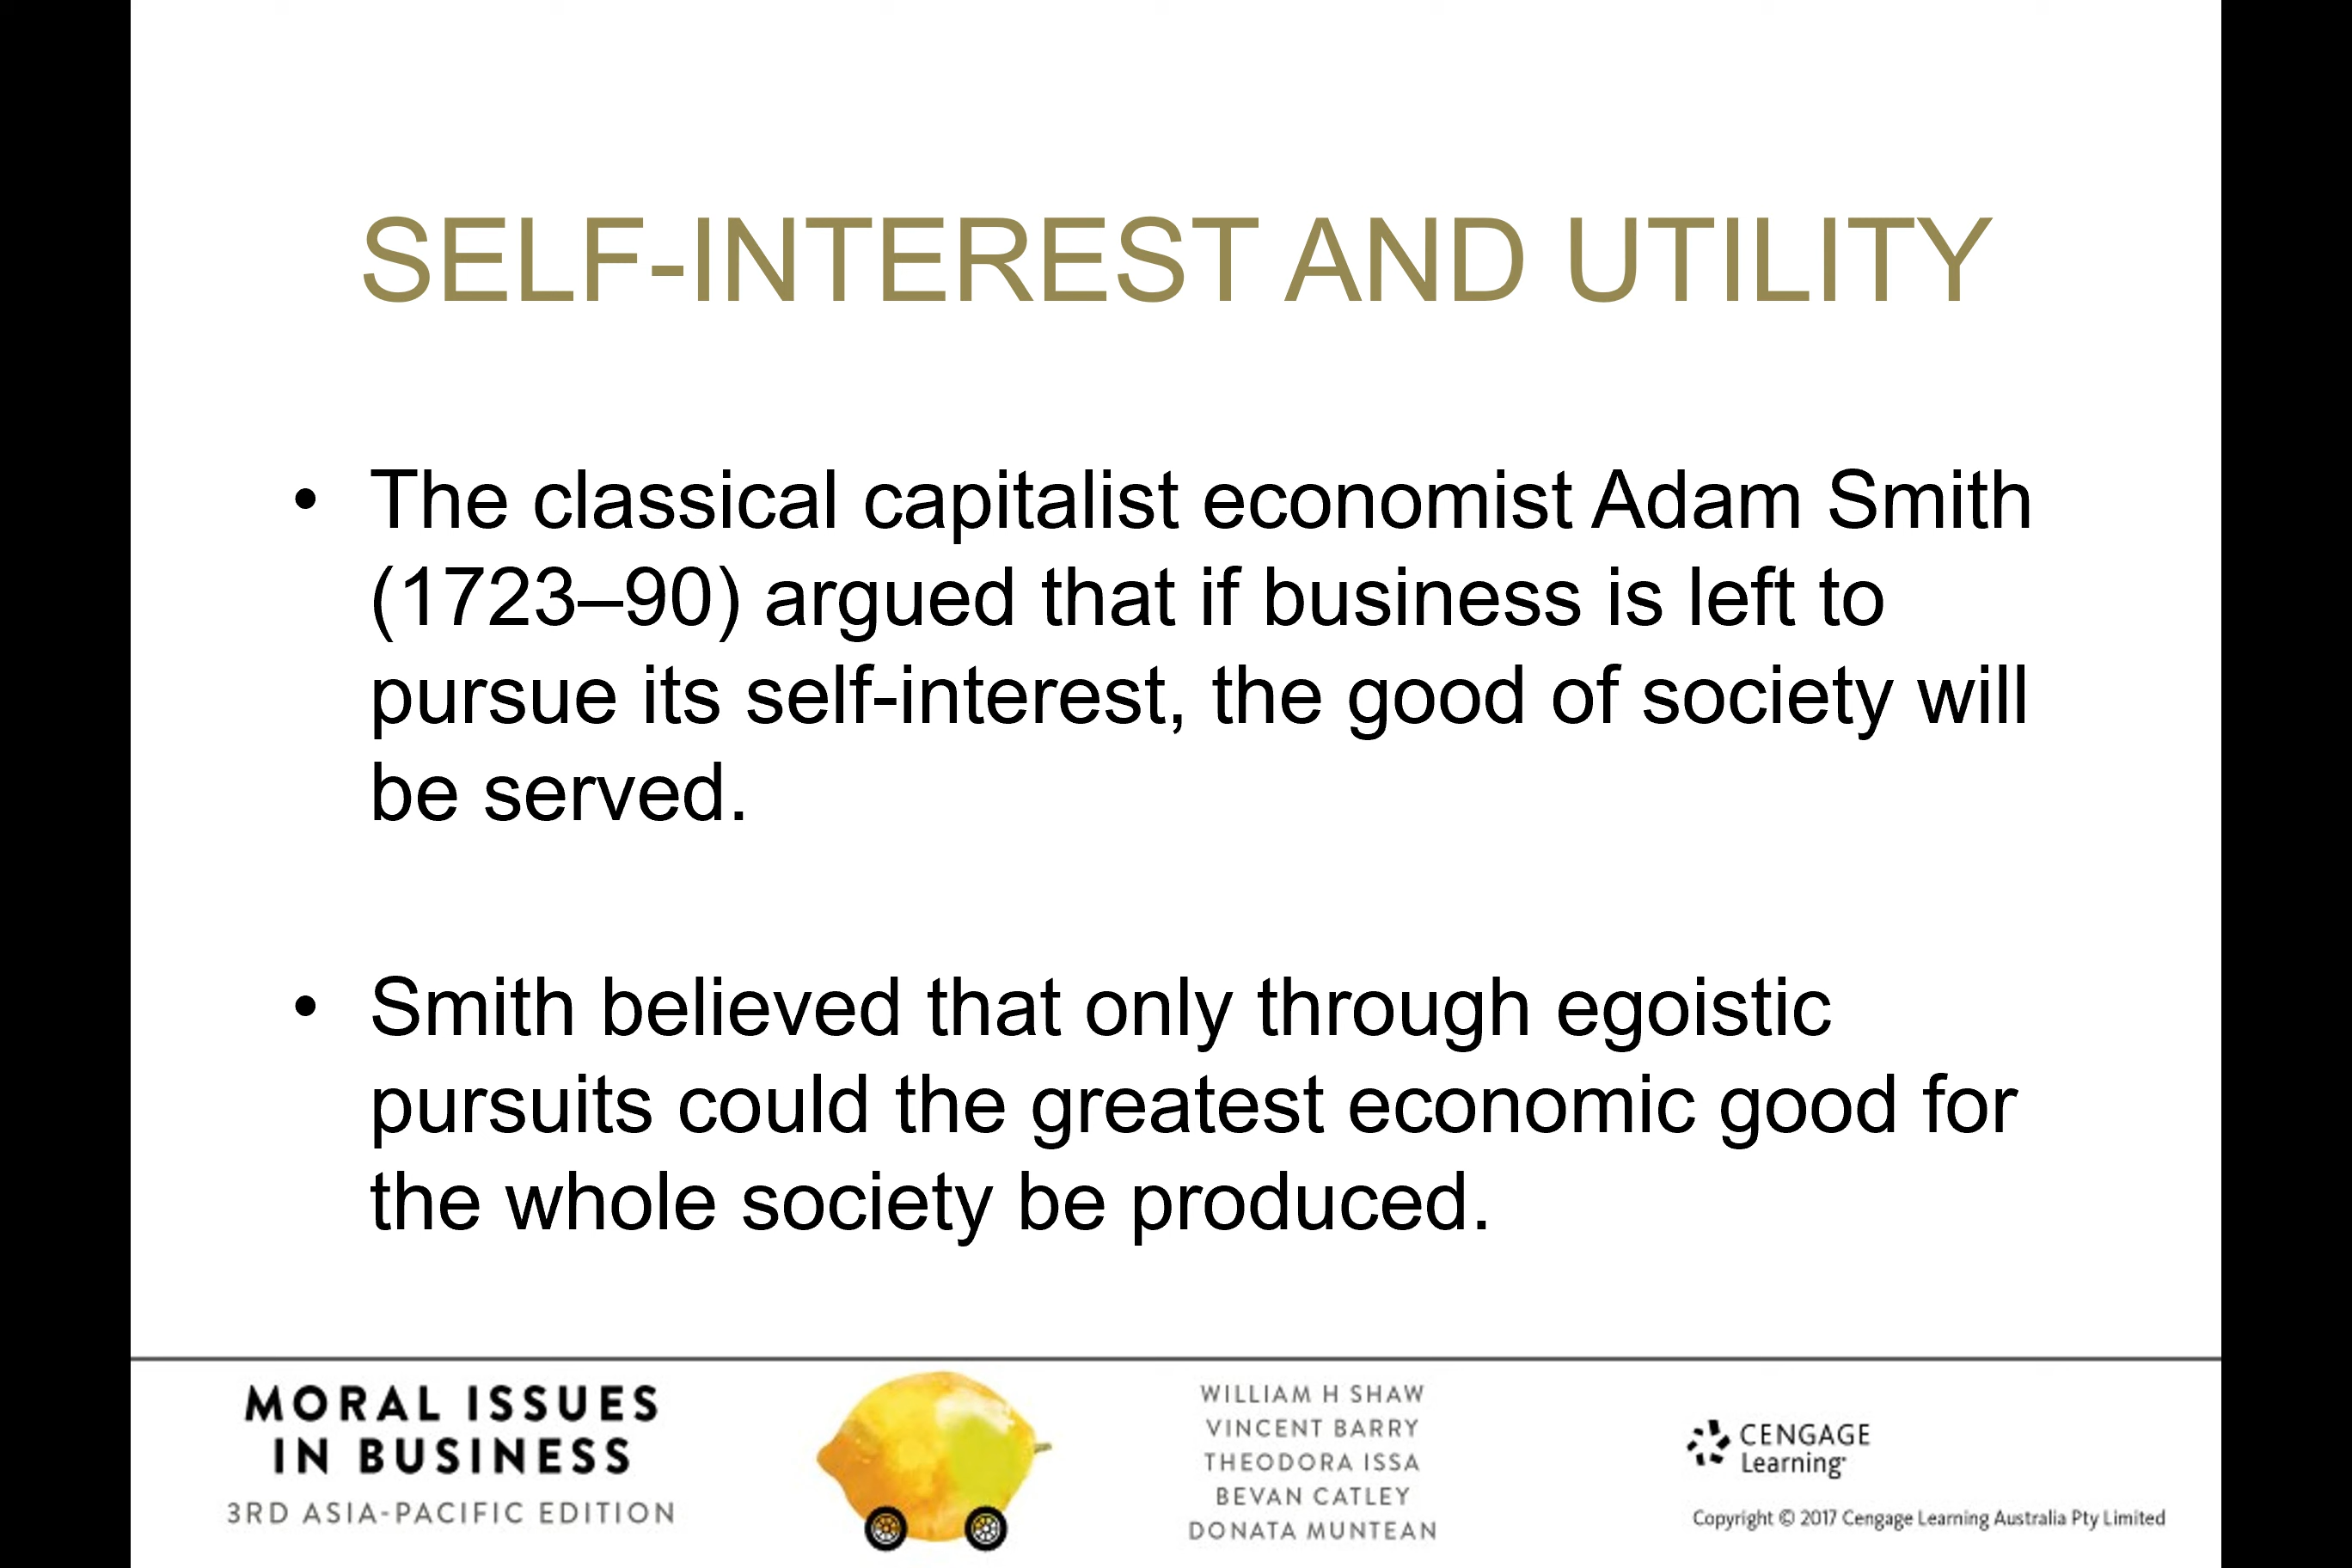 SELF-INTEREST AND UTILITY
• The classical capitalist economist Adam Smith
(1723–90) argued that if business is left to
pursue its self-interest, the good of society will
be served.
• Smith believed that only through egoistic
pursuits could the greatest economic good for
the whole society be produced.
MORAL ISSUES
IN BUSINESS
3RD ASIA-PACIFIC EDITION
WILLIAM H SHAW
VINCENT BARRY
THEODORA ISSA
BEVAN CATLEY
DONATA MUNTEAN
CENGAGE
Learning®
Copyright © 2017 Cengage Learning Australia Pty Limited